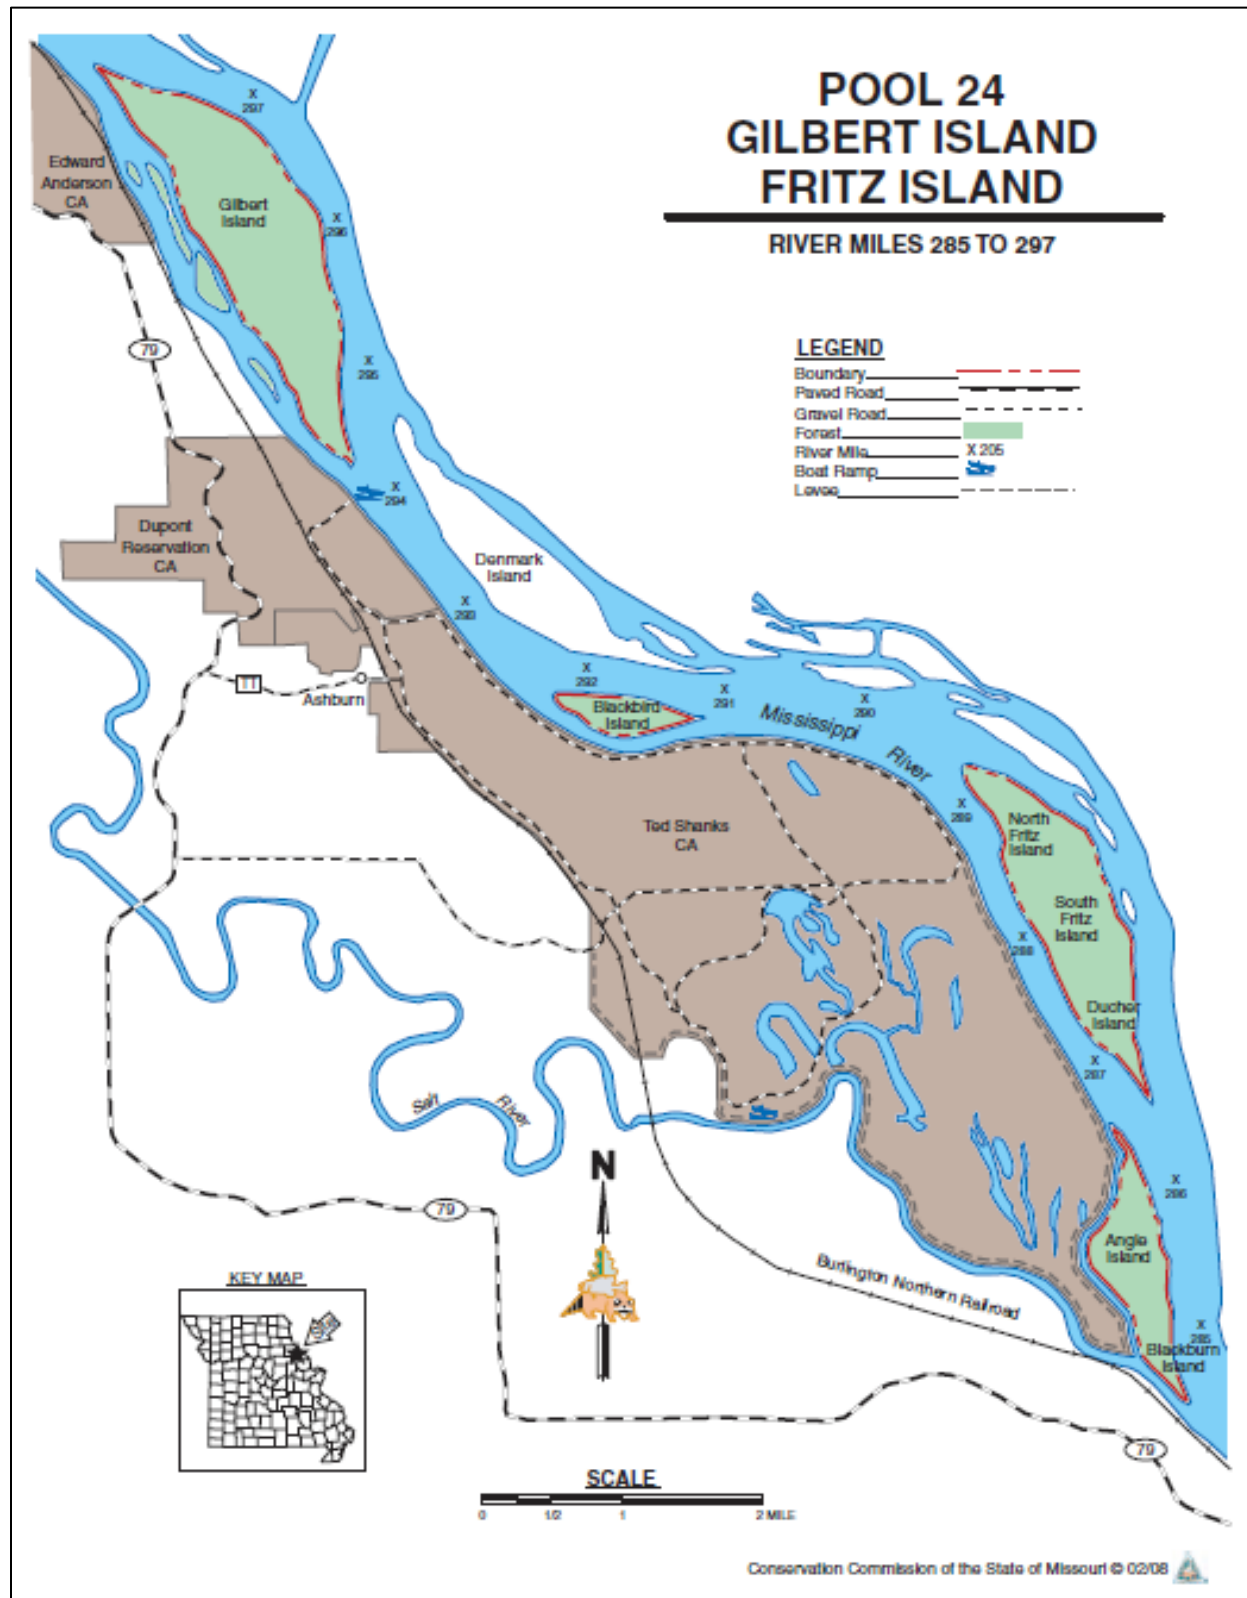 POOL 24
GILBERT ISLAND
FRITZ ISLAND
RIVER MILES 285 TO 297
LEGEND
Boundary
Paved Road
Gravel Road
Forest
River Mile X 205
Boat Ramp
Levee
X
297
Edward
Anderson
CA
Gilbert
Island
X
296
79
X
295
X
294
Dupont
Reservation
CA
Denmark
Island
X
293
X
292
TT
Ashburn
Blackbird
Island
X
291
X
290
Mississippi
River
X
289
North
Fritz
Island
Ted Shanks
CA
South
Fritz
Island
X
288
Ducher
Island
X
287
Salt
River
N
X
286
79
Angle
Island
Burlington Northern Railroad
X
285
Blackburn
Island
KEY MAP
79
SCALE
0 1/2 1 2 MILE
Conservation Commission of the State of Missouri © 02/08